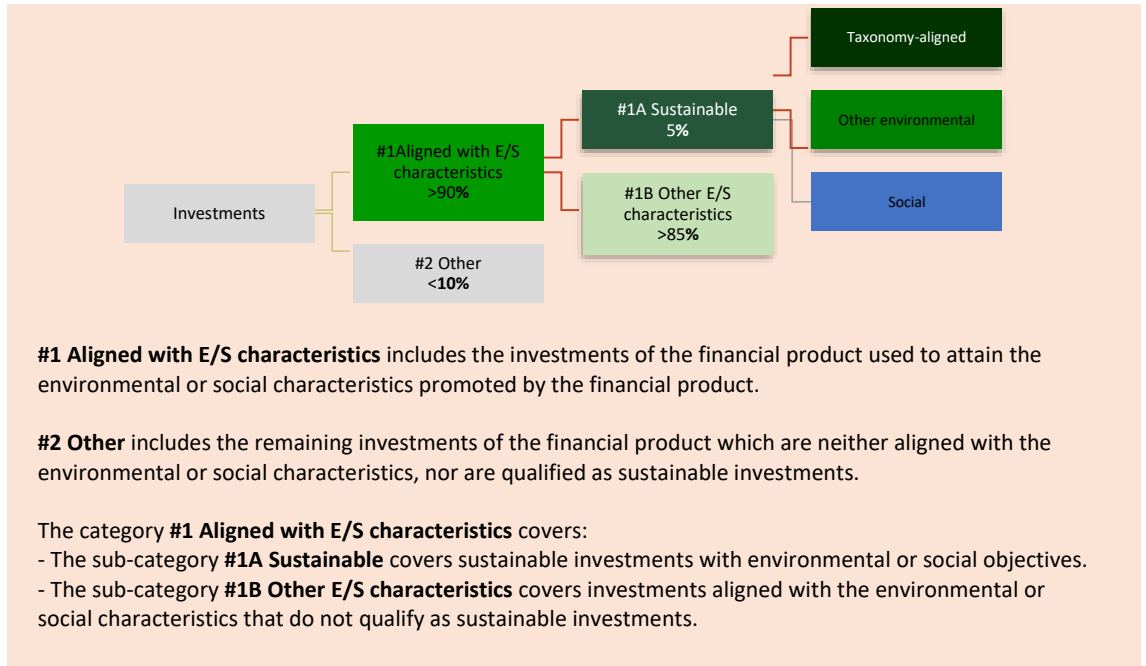 Taxonomy-aligned
#1A Sustainable
5%
Other environmental
#1Aligned with E/S
characteristics
>90%
#1B Other E/S
characteristics
>85%
Social
Investments
#2 Other
<10%
#1 Aligned with E/S characteristics includes the investments of the financial product used to attain the
environmental or social characteristics promoted by the financial product.
#2 Other includes the remaining investments of the financial product which are neither aligned with the
environmental or social characteristics, nor are qualified as sustainable investments.
The category #1 Aligned with E/S characteristics covers:
- The sub-category #1A Sustainable covers sustainable investments with environmental or social objectives.
- The sub-category #1B Other E/S characteristics covers investments aligned with the environmental or
social characteristics that do not qualify as sustainable investments.